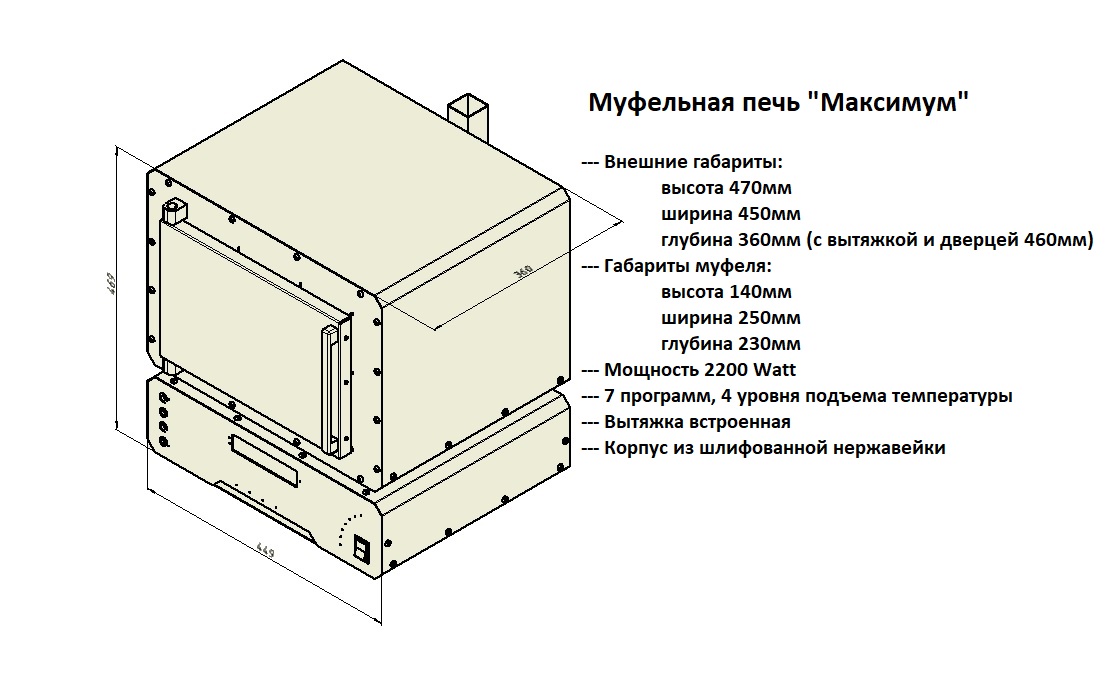 Муфельная печь "Максимум"
--- Внешние габариты:
высота 470мм
ширина 450мм
глубина 360мм (с вытяжкой и дверцей 460мм)
--- Габариты муфеля:
высота 140мм
ширина 250мм
глубина 230мм
--- Мощность 2200 Watt
--- 7 программ, 4 уровня подъема температуры
--- Вытяжка встроенная
--- Корпус из шлифованной нержавейки
469
360
449